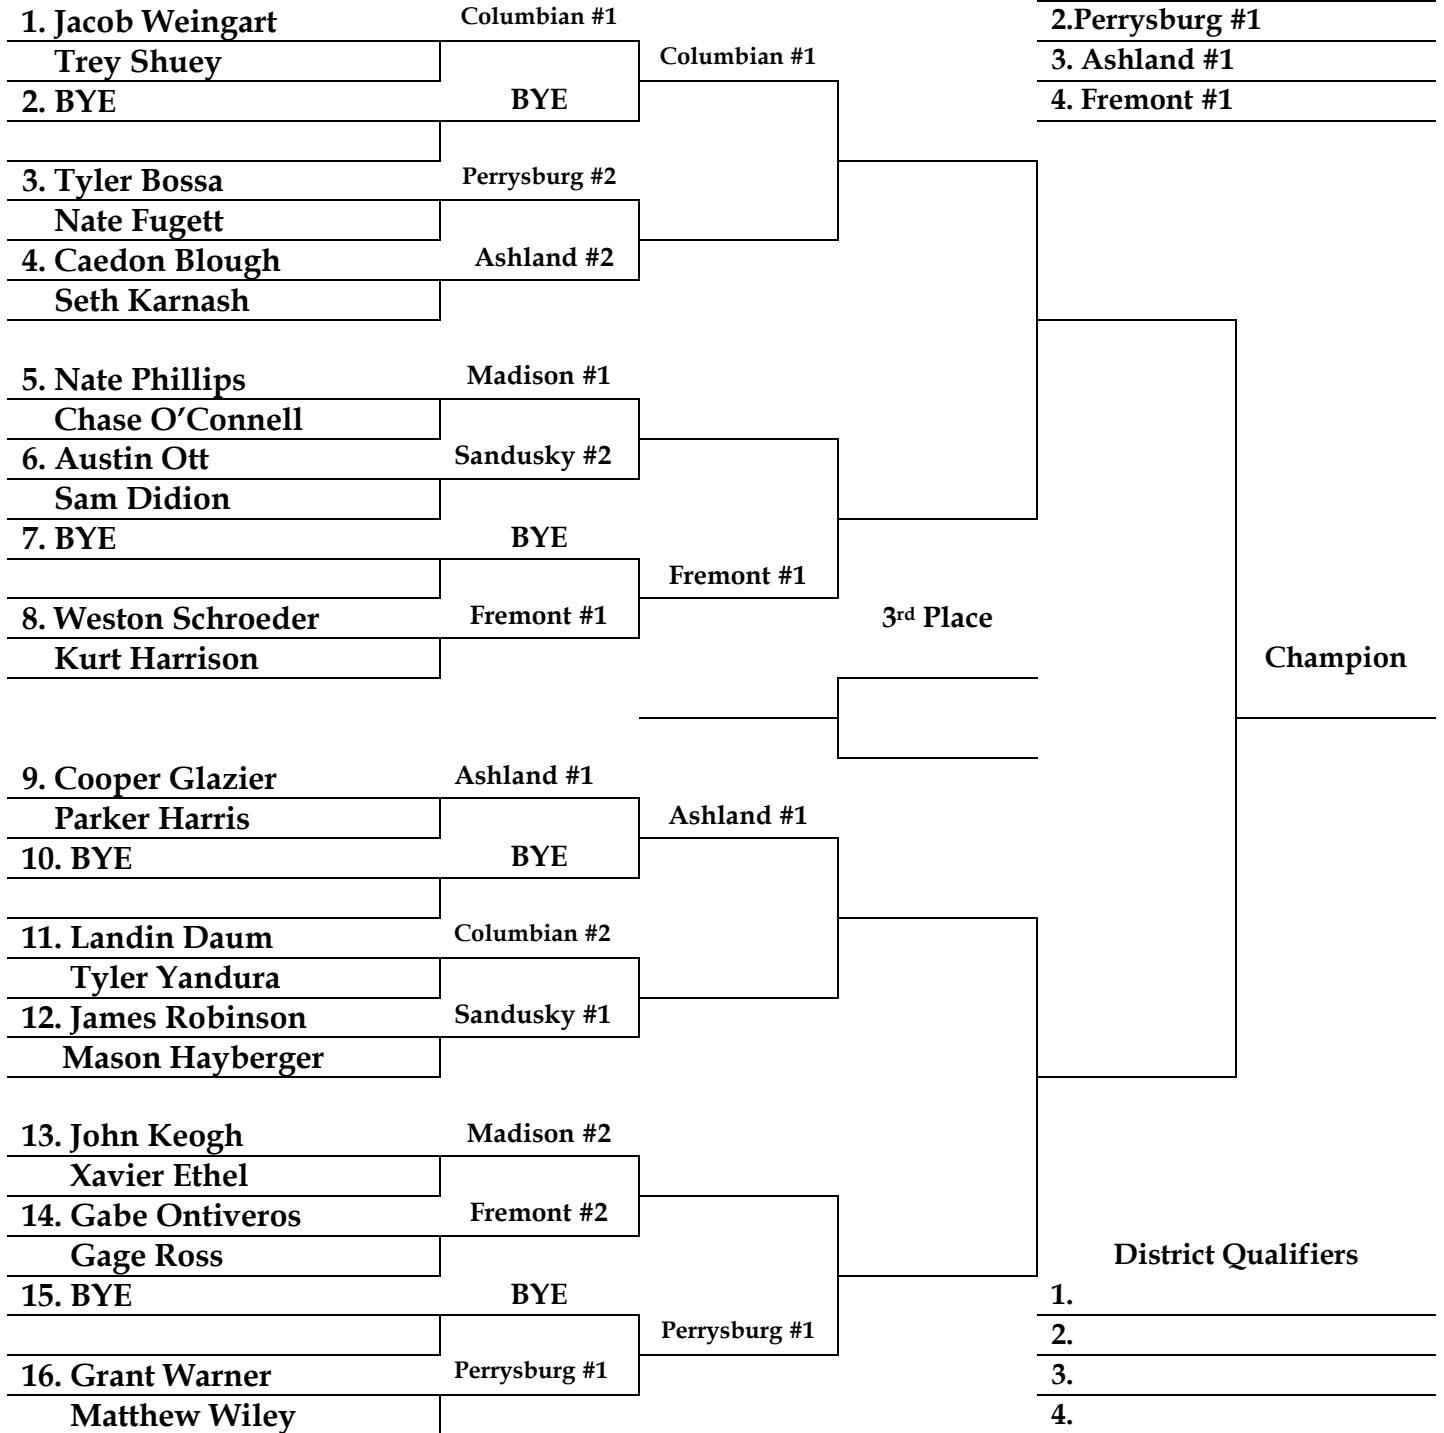 1. Jacob Weingart
Trey Shuey
2. BYE
3. Tyler Bossa
Nate Fugett
4. Caedon Blough
Seth Karnash
5. Nate Phillips
Chase O’Connell
6. Austin Ott
Sam Didion
7. BYE
8. Weston Schroeder
Kurt Harrison
9. Cooper Glazier
Parker Harris
10. BYE
11. Landin Daum
Tyler Yandura
12. James Robinson
Mason Hayberger
13. John Keogh
Xavier Ethel
14. Gabe Ontiveros
Gage Ross
15. BYE
16. Grant Warner
Matthew Wiley
Columbian #1
BYE
Perrysburg #2
Ashland #2
Madison #1
Sandusky #2
BYE
Fremont #1
Ashland #1
BYE
Columbian #2
Sandusky #1
Madison #2
Fremont #2
BYE
Perrysburg #1
Columbian #1
Fremont #1
Ashland #1
Perrysburg #1
3rd Place
2.Perrysburg #1
3. Ashland #1
4. Fremont #1
Champion
District Qualifiers
1.
2.
3.
4.